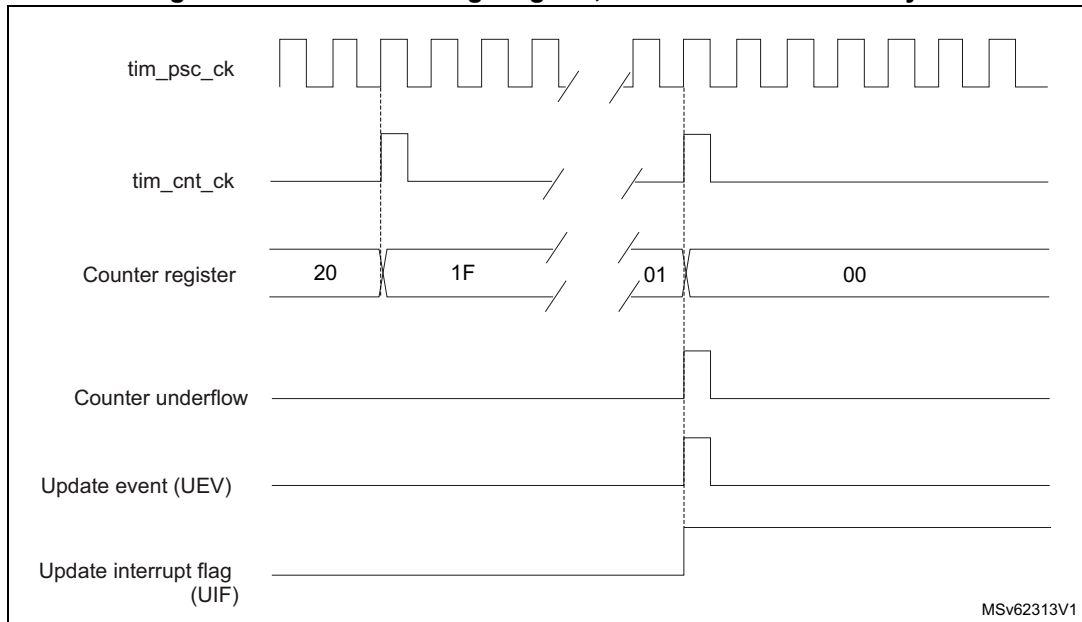 tim_psc_ck
tim_cnt_ck
Counter register
20
1F
01
00
Counter underflow
Update event (UEV)
Update interrupt flag
(UIF)
MSv62313V1